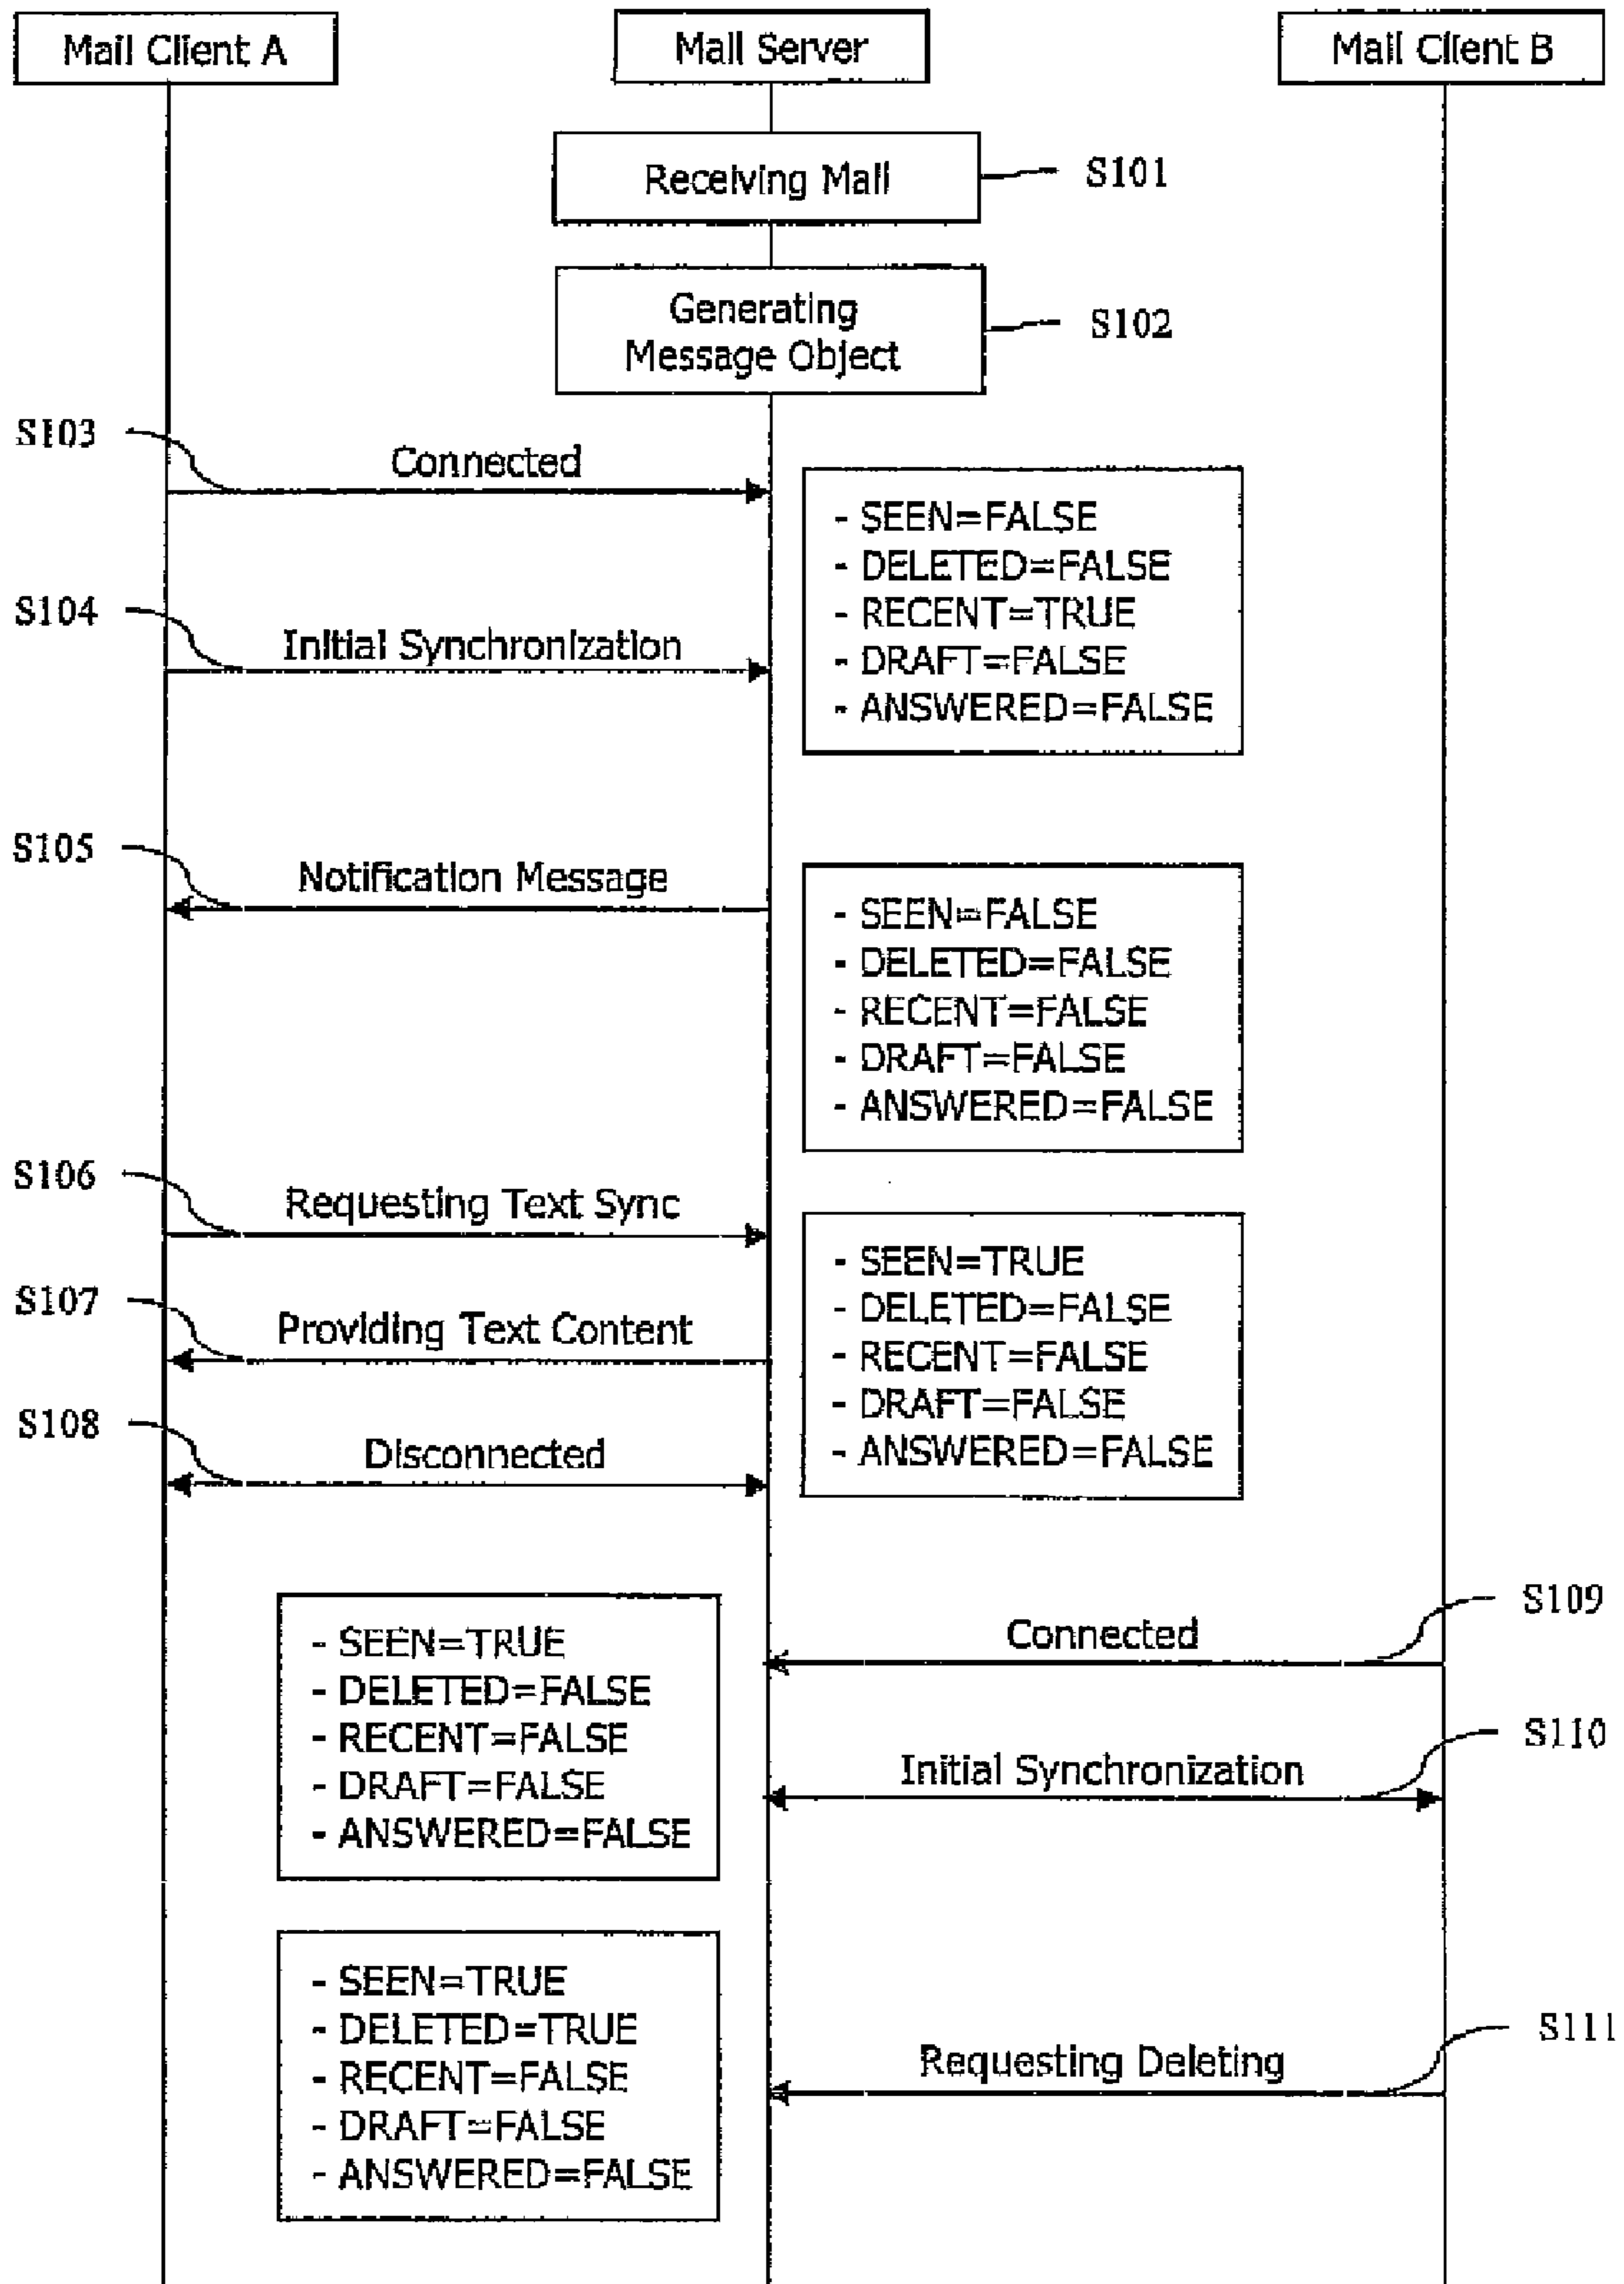 Mail Client A
Mail Server
Mail Client B
Receiving Mail
S101
Generating
Message Object
S102
S103
Connected
- SEEN=FALSE
- DELETED=FALSE
- RECENT=TRUE
- DRAFT=FALSE
- ANSWERED=FALSE
S104
Initial Synchronization
S105
Notification Message
- SEEN=FALSE
- DELETED=FALSE
- RECENT=FALSE
- DRAFT=FALSE
- ANSWERED=FALSE
S106
Requesting Text Sync
- SEEN=TRUE
- DELETED=FALSE
- RECENT=FALSE
- DRAFT=FALSE
- ANSWERED=FALSE
S107
Providing Text Content
S108
Disconnected
S109
Connected
- SEEN=TRUE
- DELETED=FALSE
- RECENT=FALSE
- DRAFT=FALSE
- ANSWERED=FALSE
S110
Initial Synchronization
- SEEN=TRUE
- DELETED=TRUE
- RECENT=FALSE
- DRAFT=FALSE
- ANSWERED=FALSE
S111
Requesting Deleting